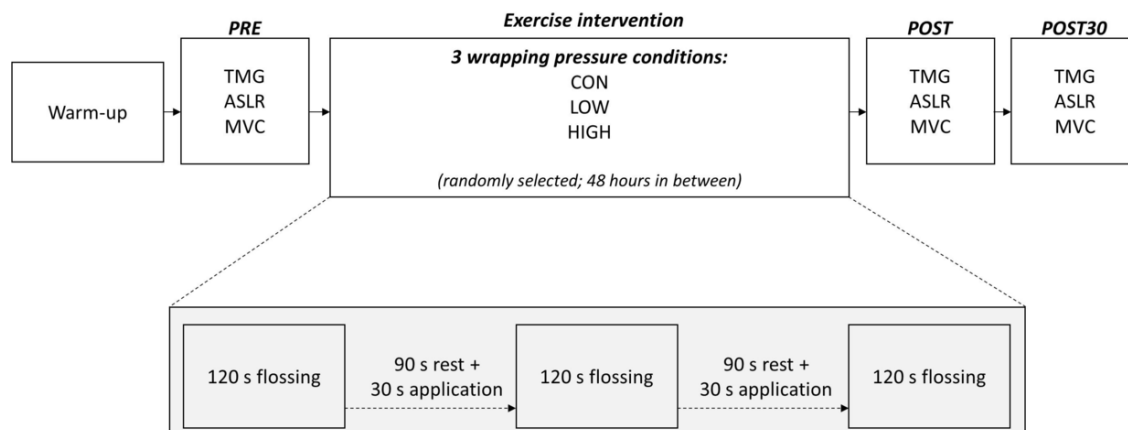 Exercise intervention
PRE
POST
POST30
Warm-up
TMG
ASLR
MVC
3 wrapping pressure conditions:
CON
LOW
HIGH
(randomly selected; 48 hours in between)
TMG
ASLR
MVC
TMG
ASLR
MVC
120 s flossing
90 s rest +
30 s application
120 s flossing
90 s rest +
30 s application
120 s flossing